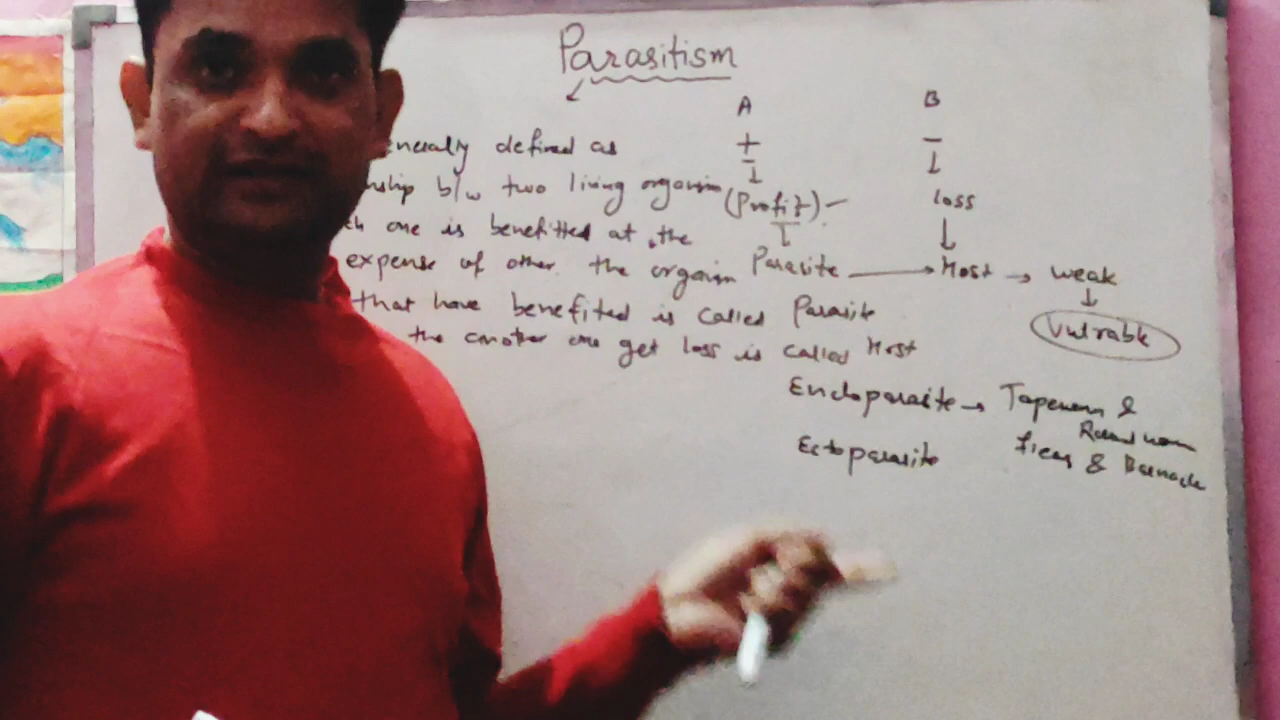 Parasitism
A B
+ -
enerally defined as
nship b/w two living organism (Profit) - loss
ch one is benefitted at the
expense of other. the organism Parasite → Host → weak
that have benefited is called Parasite
vulrable
the another one get loss is called Host
Endoparasite → Tapeworm &
Round worm
Ectoparasite fleas & Barnacle